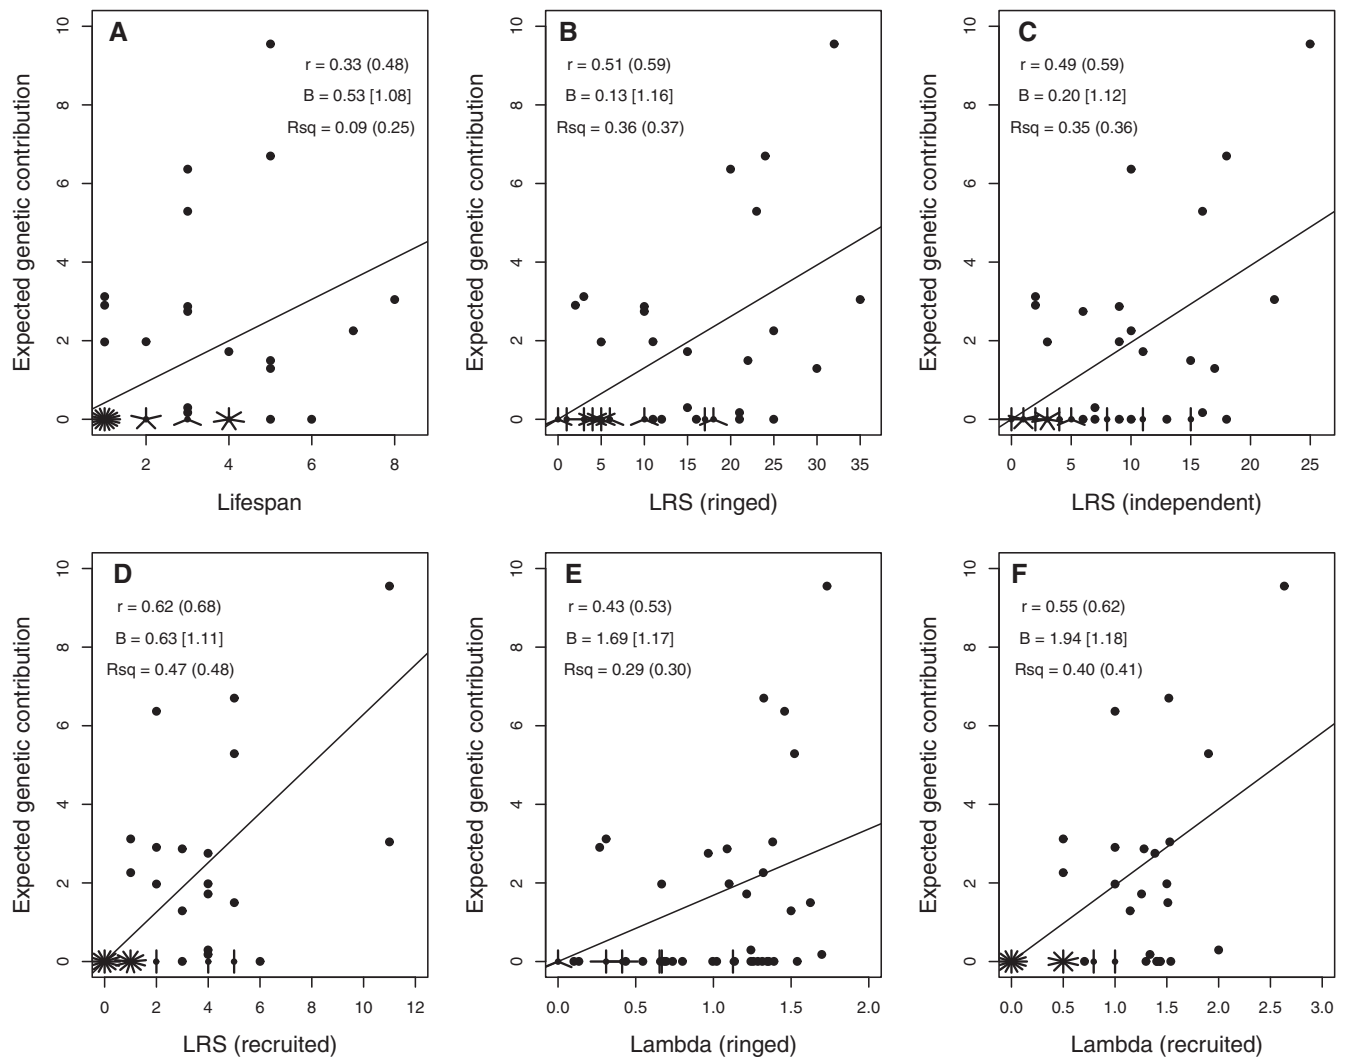 A
r = 0.33 (0.48)
B = 0.53 [1.08]
Rsq = 0.09 (0.25)
Expected genetic contribution
0
2
4
6
8
10
2
4
6
8
Lifespan
B
r = 0.51 (0.59)
B = 0.13 [1.16]
Rsq = 0.36 (0.37)
Expected genetic contribution
0
2
4
6
8
10
0
5
10
15
20
25
30
35
LRS (ringed)
C
r = 0.49 (0.59)
B = 0.20 [1.12]
Rsq = 0.35 (0.36)
Expected genetic contribution
0
2
4
6
8
10
0
5
10
15
20
25
LRS (independent)
D
r = 0.62 (0.68)
B = 0.63 [1.11]
Rsq = 0.47 (0.48)
Expected genetic contribution
0
2
4
6
8
10
0
2
4
6
8
10
12
LRS (recruited)
E
r = 0.43 (0.53)
B = 1.69 [1.17]
Rsq = 0.29 (0.30)
Expected genetic contribution
0
2
4
6
8
10
0.0
0.5
1.0
1.5
2.0
Lambda (ringed)
F
r = 0.55 (0.62)
B = 1.94 [1.18]
Rsq = 0.40 (0.41)
Expected genetic contribution
0
2
4
6
8
10
0.0
0.5
1.0
1.5
2.0
2.5
3.0
Lambda (recruited)